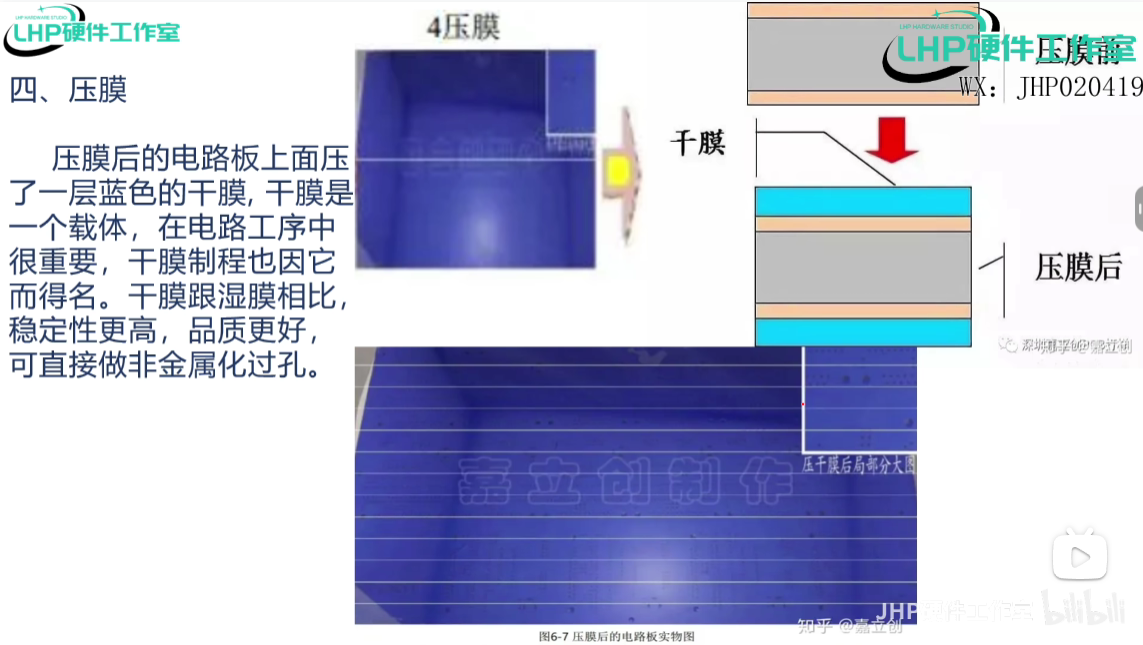 LHP HARDWARE STUDIO
LHP硬件工作室
四、压膜
压膜后的电路板上面压
了一层蓝色的干膜, 干膜是
一个载体，在电路工序中
很重要，干膜制程也因它
而得名。干膜跟湿膜相比，
稳定性更高，品质更好，
可直接做非金属化过孔。
4压膜
LHP HARDWARE STUDIO
LHP硬件工作室
压膜前
WX：JHP020419
干膜
压膜后
知乎 @嘉立创
压干膜后局部分大图
嘉立创制作
JHP硬件工作室
bilibili
知乎 @嘉立创
图6-7 压膜后的电路板实物图